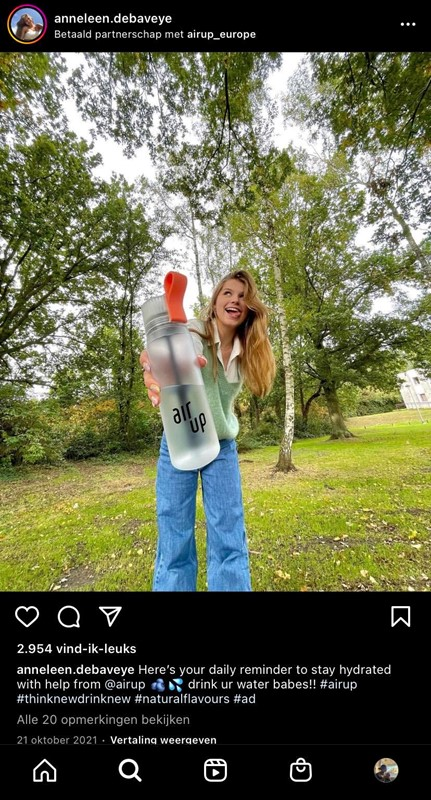 anneleen.debaveye
Betaald partnerschap met airup_europe
air
up
2.954 vind-ik-leuks
anneleen.debaveye Here's your daily reminder to stay hydrated
with help from @airup 🫐💦 drink ur water babes!! #airup
#thinknewdrinknew #naturalflavours #ad
Alle 20 opmerkingen bekijken
21 oktober 2021 • Vertaling weergeven